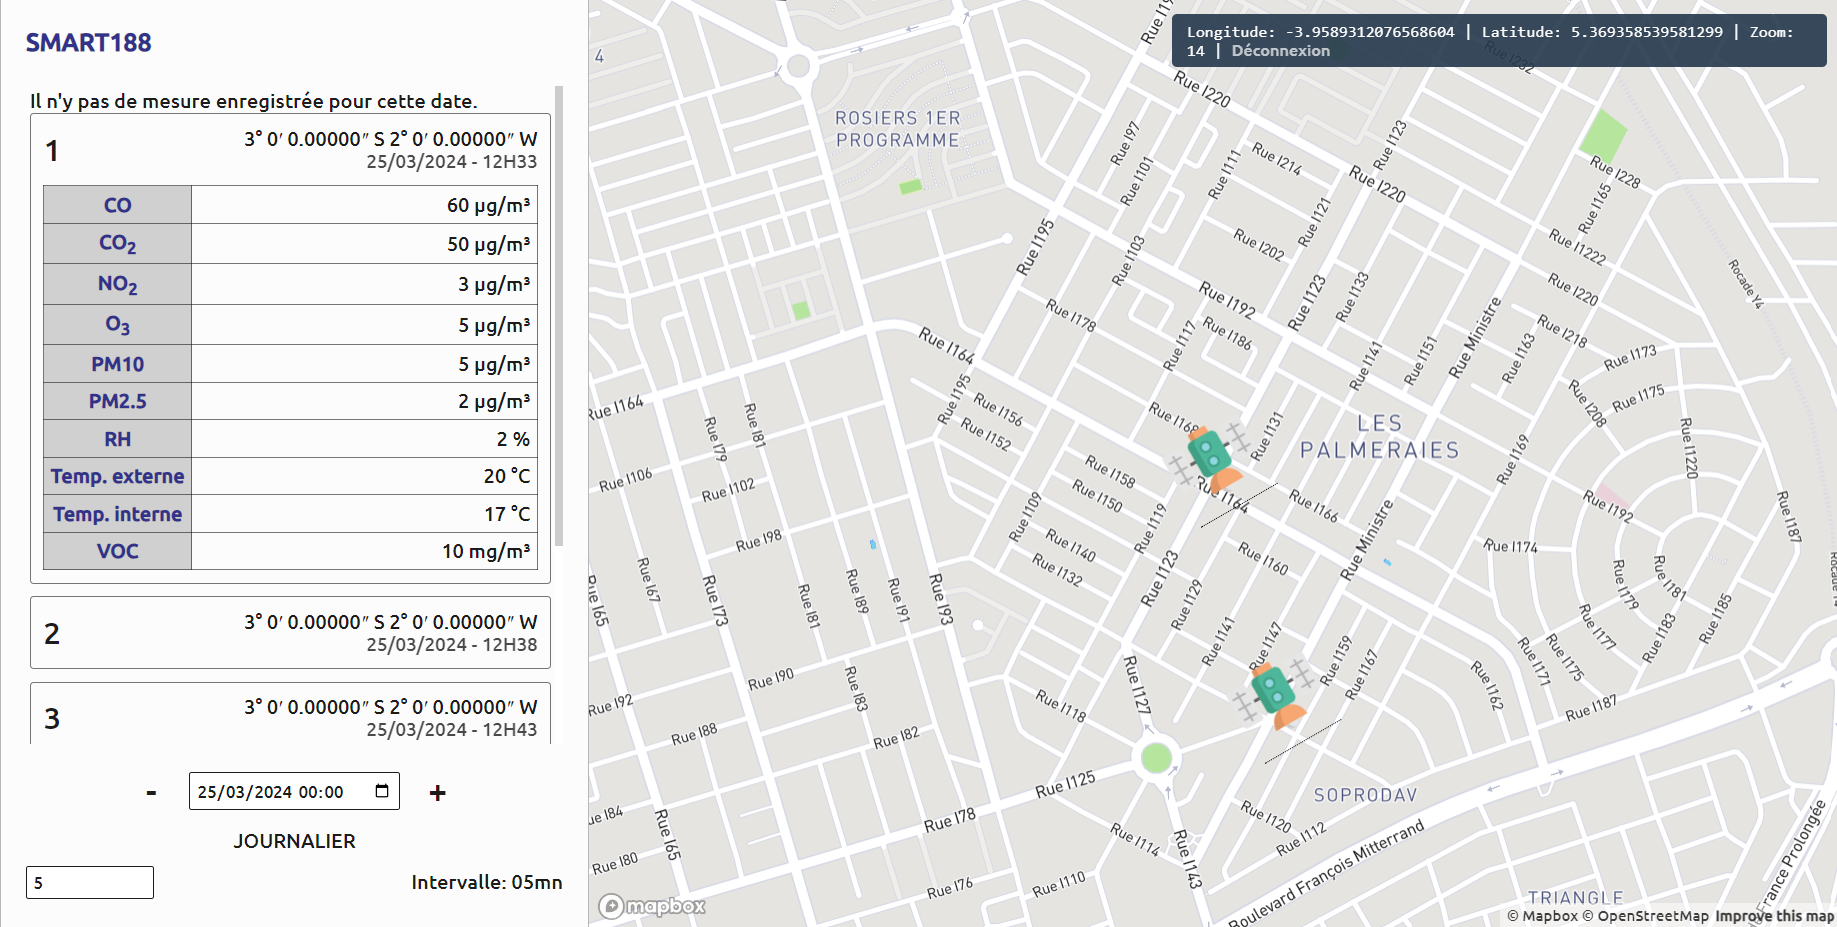 SMART188
Il n'y pas de mesure enregistrée pour cette date.
1
3° 0′ 0.00000″ S 2° 0′ 0.00000″ W
25/03/2024 - 12H33
CO 60 µg/m³
CO₂ 50 µg/m³
NO₂ 3 µg/m³
O₃ 5 µg/m³
PM10 5 µg/m³
PM2.5 2 µg/m³
RH 2 %
Temp. externe 20 °C
Temp. interne 17 °C
VOC 10 mg/m³
2
3° 0′ 0.00000″ S 2° 0′ 0.00000″ W
25/03/2024 - 12H38
3
3° 0′ 0.00000″ S 2° 0′ 0.00000″ W
25/03/2024 - 12H43
- 25/03/2024 00:00 +
JOURNALIER
5
Intervalle: 05mn
Longitude: -3.9589312076568604 | Latitude: 5.369358539581299 | Zoom:
14 | Déconnexion
4
Rue I19
Rue I232
Rue I220
ROSIERS 1ER
PROGRAMME
Rue I97
Rue I123
Rue I101
Rue I111
Rue I214
Rue I220
Rue I228
Rue I165
Rue I195
Rue I103
Rue I202
Rue I121
Rue I1222
Rocade Y4
Rue I178
Rue I192
Rue I123
Rue I133
Rue I220
Rue Ministre
Rue I164
Rue I117
Rue I186
Rue I141
Rue I151
Rue I163
Rue I218
Rue I173
Rue I195
Rue I156
Rue I152
Rue I208
Rue I175
Rue I164
Rue I79
Rue I81
Rue I168
Rue I131
LES
PALMERAIES
Rue I169
Rue I1220
Rue I106
Rue I102
Rue I158
Rue I150
Rue I164
Rue I166
Rue I192
Rue I187
Rue I109
Rue I119
Rue Ministre
Rue I98
Rue I140
Rue I132
Rue I160
Rue I174
Rue I65
Rue I67
Rue I73
Rue I81
Rue I89
Rue I91
Rue I93
Rue I123
Rue I129
Rue I141
Rue I147
Rue I159
Rue I167
Rue I179
Rue I181
Rue I177
Rue I183
Rue I185
Rue I171
Rue I175
Rue I162
Rue I187
Rue I90
Rue I83
Rue I92
Rue I88
Rue I82
Rue I127
Rue I118
Rue I125
SOPRODAV
Rue I78
ue I84
Rue I65
Rue I80
Rue I76
Rue I110
Rue I114
Rue I143
Rue I120
Rue I112
Boulevard François Mitterrand
France Prolongée
TRIANGLE
mapbox
© Mapbox © OpenStreetMap Improve this map